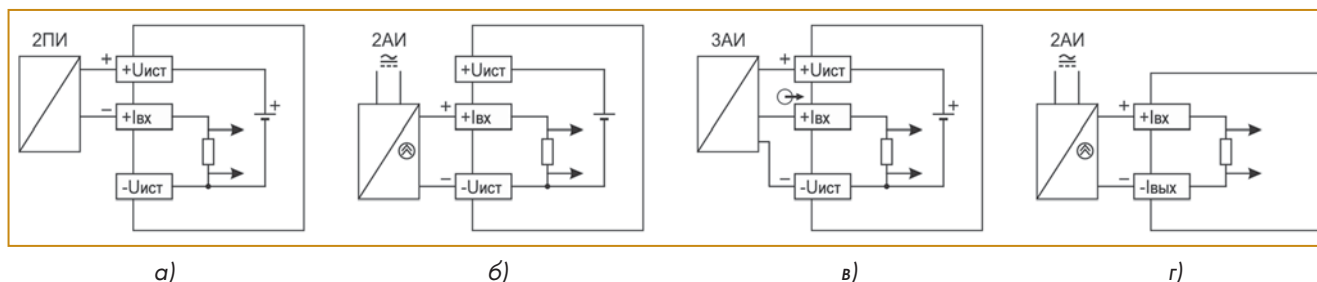 2ПИ
+
+Uист
−
+Iвх
-Uист
+
а)
2АИ
+Uист
+
+Iвх
−
-Uист
б)
3АИ
+
+Uист
+Iвх
−
-Uист
+
в)
2АИ
+
+Iвх
−
-Iвых
г)